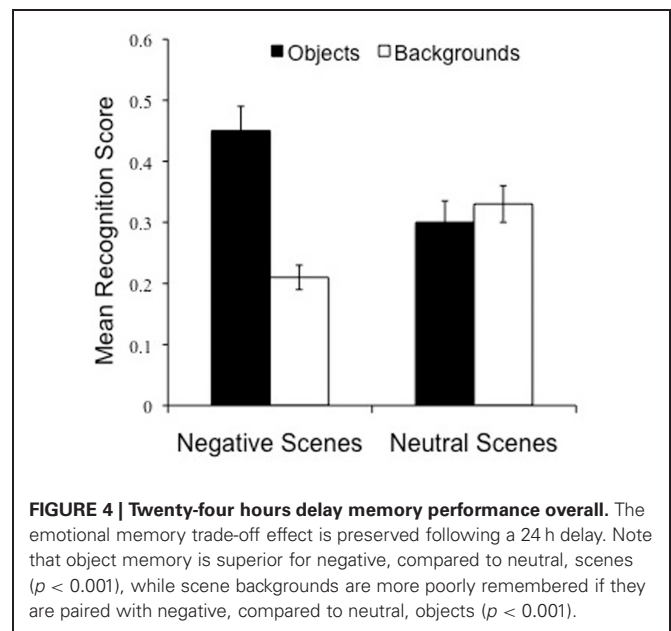 0.6
■Objects □Backgrounds
0.5
0.4
0.3
0.2
0.1
0
Mean Recognition Score
Negative Scenes Neutral Scenes
FIGURE 4 | Twenty-four hours delay memory performance overall. The
emotional memory trade-off effect is preserved following a 24 h delay. Note
that object memory is superior for negative, compared to neutral, scenes
(p < 0.001), while scene backgrounds are more poorly remembered if they
are paired with negative, compared to neutral, objects (p < 0.001).